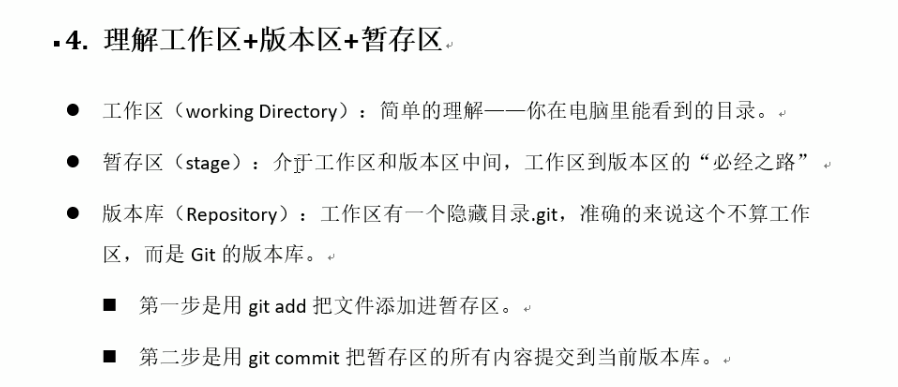 4. 理解工作区+版本区+暂存区
● 工作区（working Directory）：简单的理解——你在电脑里能看到的目录。
● 暂存区（stage）：介于工作区和版本区中间，工作区到版本区的“必经之路”
● 版本库（Repository）：工作区有一个隐藏目录.git，准确的来说这个不算工作
区，而是 Git 的版本库。
■ 第一步是用 git add 把文件添加进暂存区。
■ 第二步是用 git commit 把暂存区的所有内容提交到当前版本库。